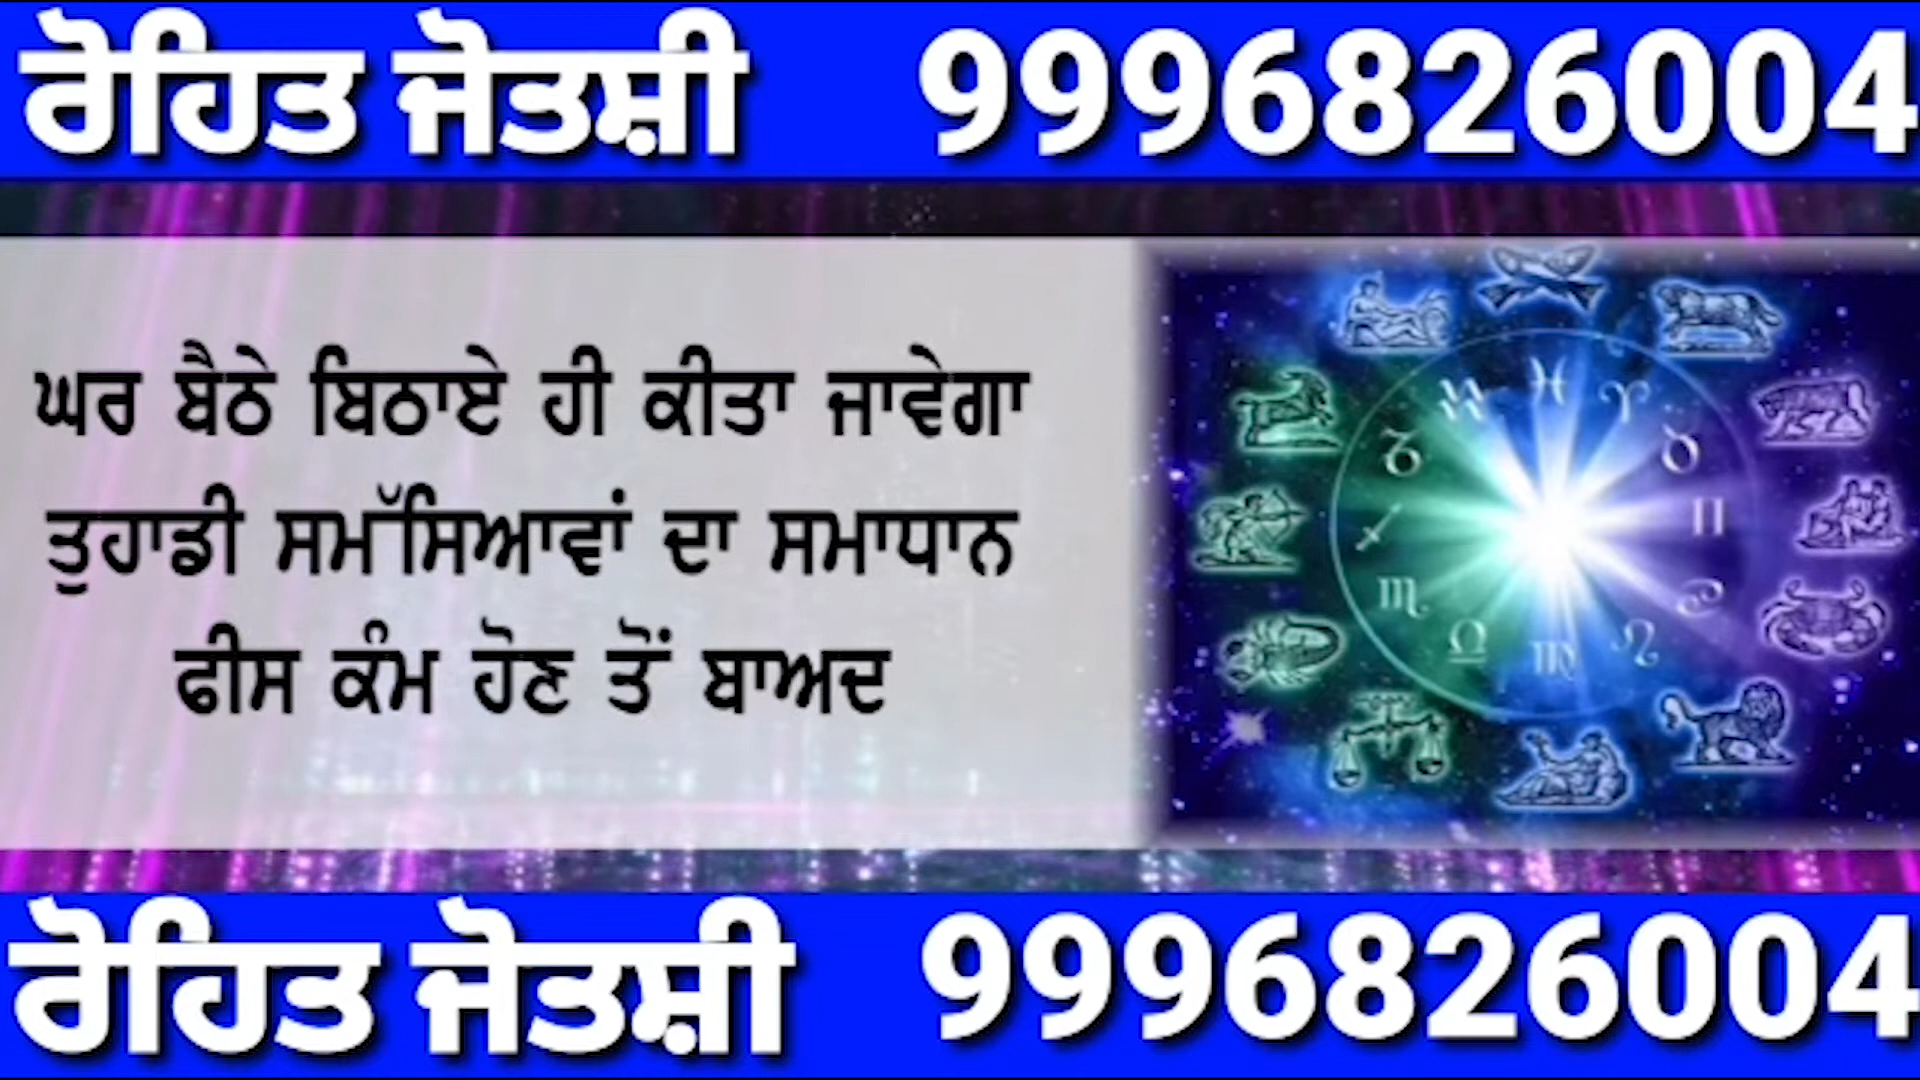 ਰੋਹਿਤ ਜੋਤਸ਼ੀ 9996826004
ਘਰ ਬੈਠੇ ਬਿਠਾਏ ਹੀ ਕੀਤਾ ਜਾਵੇਗਾ
ਤੁਹਾਡੀ ਸਮੱਸਿਆਵਾਂ ਦਾ ਸਮਾਧਾਨ
ਫੀਸ ਕੰਮ ਹੋਣ ਤੋਂ ਬਾਅਦ
ਰੋਹਿਤ ਜੋਤਸ਼ੀ 9996826004